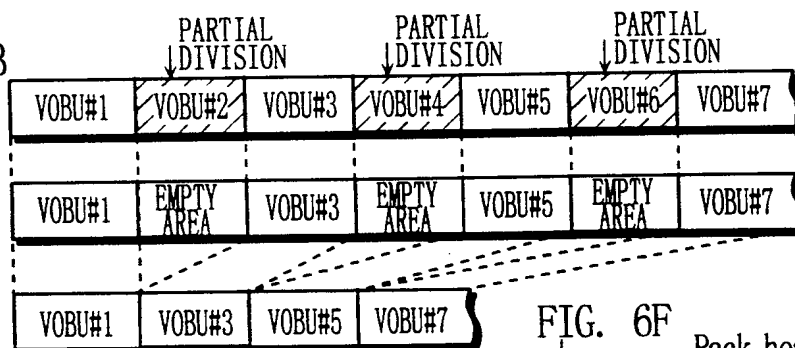 PARTIAL DIVISION PARTIAL DIVISION PARTIAL DIVISION
VOBU#1 VOBU#2 VOBU#3 VOBU#4 VOBU#5 VOBU#6 VOBU#7
VOBU#1 EMPTY AREA VOBU#3 EMPTY AREA VOBU#5 EMPTY AREA VOBU#7
VOBU#1 VOBU#3 VOBU#5 VOBU#7
FIG. 6F